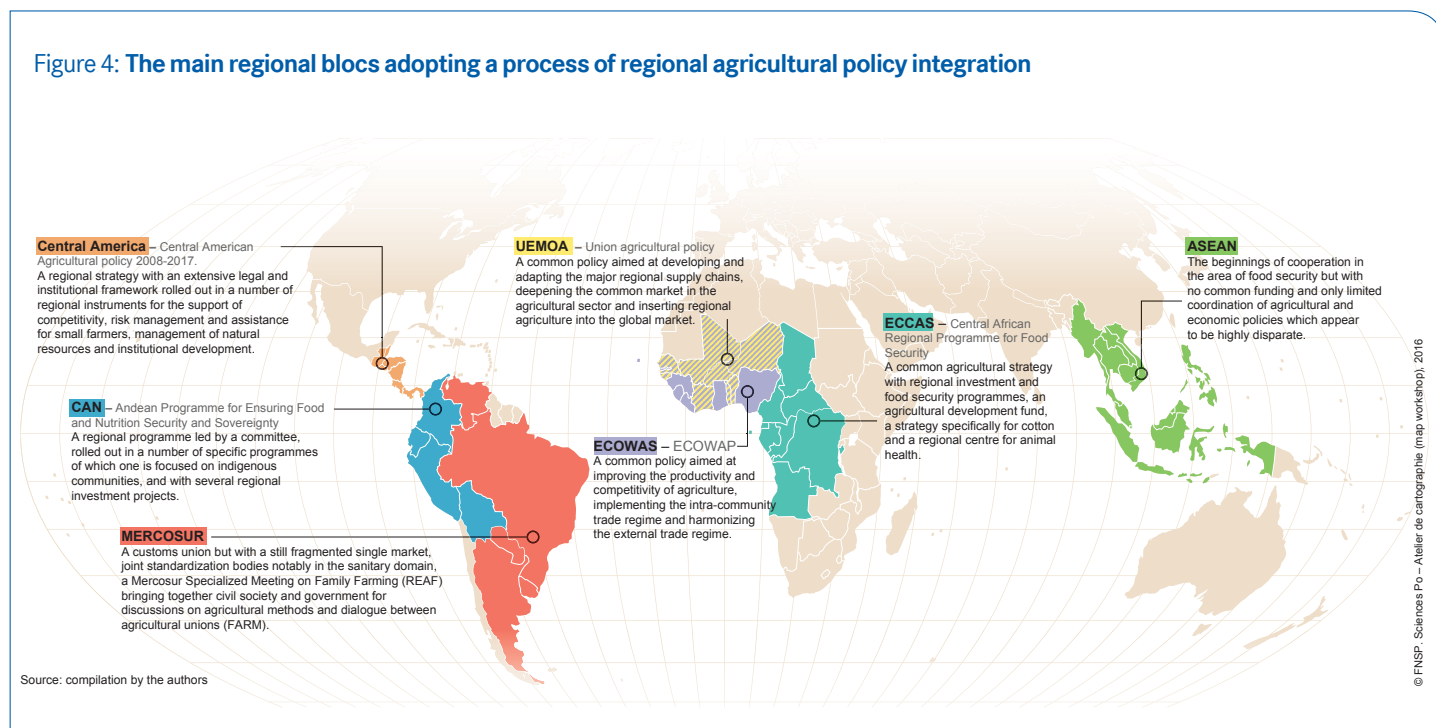 Figure 4: The main regional blocs adopting a process of regional agricultural policy integration
Central America – Central American
Agricultural policy 2008-2017.
A regional strategy with an extensive legal and
institutional framework rolled out in a number of
regional instruments for the support of
competitivity, risk management and assistance
for small farmers, management of natural
resources and institutional development.
CAN – Andean Programme for Ensuring Food
and Nutrition Security and Sovereignty
A regional programme led by a committee,
rolled out in a number of specific programmes
of which one is focused on indigenous
communities, and with several regional
investment projects.
MERCOSUR
A customs union but with a still fragmented single market,
joint standardization bodies notably in the sanitary domain,
a Mercosur Specialized Meeting on Family Farming (REAF)
bringing together civil society and government for
discussions on agricultural methods and dialogue between
agricultural unions (FARM).
UEMOA – Union agricultural policy
A common policy aimed at developing and
adapting the major regional supply chains,
deepening the common market in the
agricultural sector and inserting regional
agriculture into the global market.
ECOWAS – ECOWAP
A common policy aimed at
improving the productivity and
competitivity of agriculture,
implementing the intra-community
trade regime and harmonizing
the external trade regime.
ECCAS – Central African
Regional Programme for Food
Security
A common agricultural strategy
with regional investment and
food security programmes, an
agricultural development fund,
a strategy specifically for cotton
and a regional centre for animal
health.
ASEAN
The beginnings of cooperation in
the area of food security but with
no common funding and only limited
coordination of agricultural and
economic policies which appear
to be highly disparate.
Source: compilation by the authors
© FNSP. Sciences Po – Atelier de cartographie (map workshop), 2016